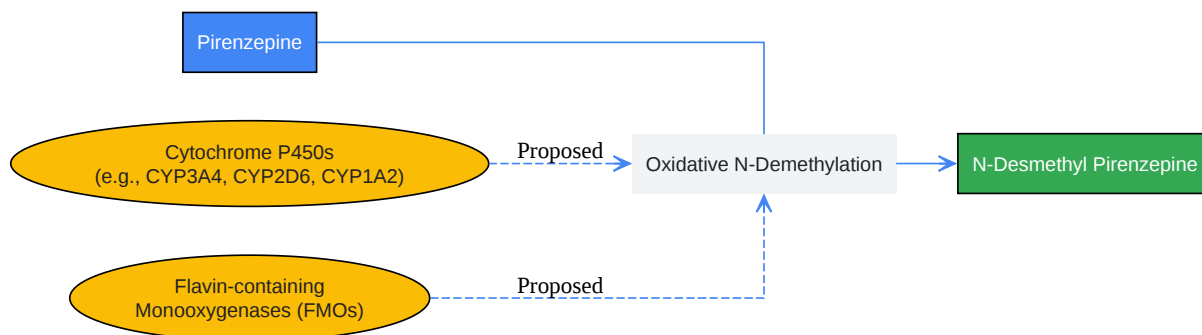 Pirenzepine
Cytochrome P450s
(e.g., CYP3A4, CYP2D6, CYP1A2)
Proposed
Oxidative N-Demethylation
N-Desmethyl Pirenzepine
Flavin-containing
Monooxygenases (FMOs)
Proposed